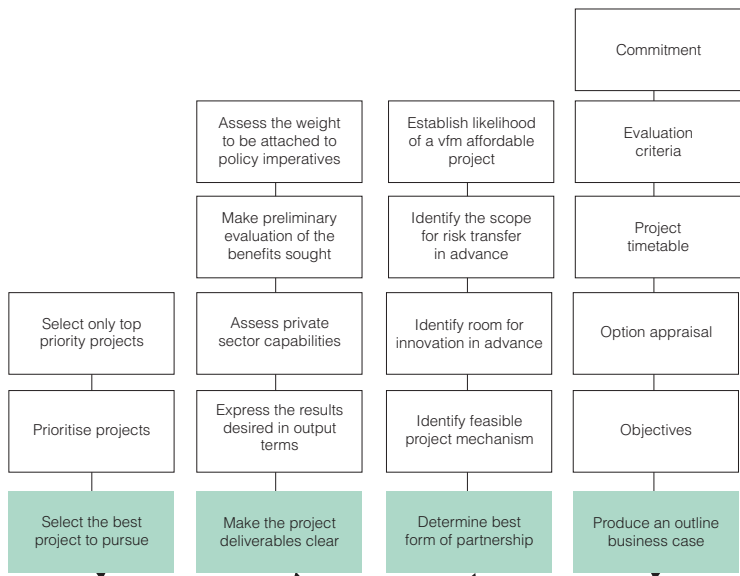 Commitment
Assess the weight
to be attached to
policy imperatives
Establish likelihood
of a vfm affordable
project
Evaluation
criteria
Make preliminary
evaluation of the
benefits sought
Identify the scope
for risk transfer
in advance
Project
timetable
Select only top
priority projects
Assess private
sector capabilities
Identify room for
innovation in advance
Option appraisal
Prioritise projects
Express the results
desired in output
terms
Identify feasible
project mechanism
Objectives
Select the best
project to pursue
Make the project
deliverables clear
Determine best
form of partnership
Produce an outline
business case